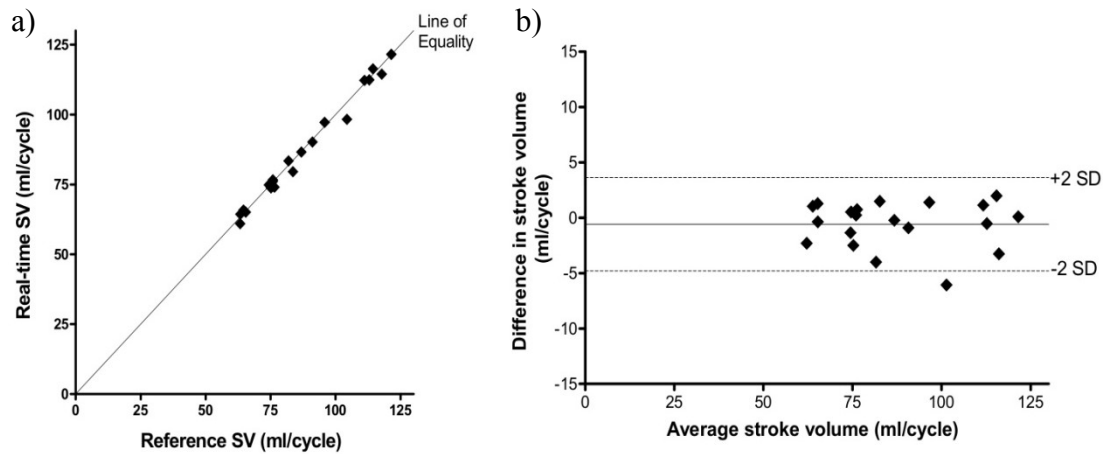 a)
Line of
Equality
125
100
75
50
25
0
Real-time SV (ml/cycle)
0 25 50 75 100 125
Reference SV (ml/cycle)
b)
15
10
5
0
-5
-10
-15
Difference in stroke volume
(ml/cycle)
+2 SD
-2 SD
0 25 50 75 100 125
Average stroke volume (ml/cycle)